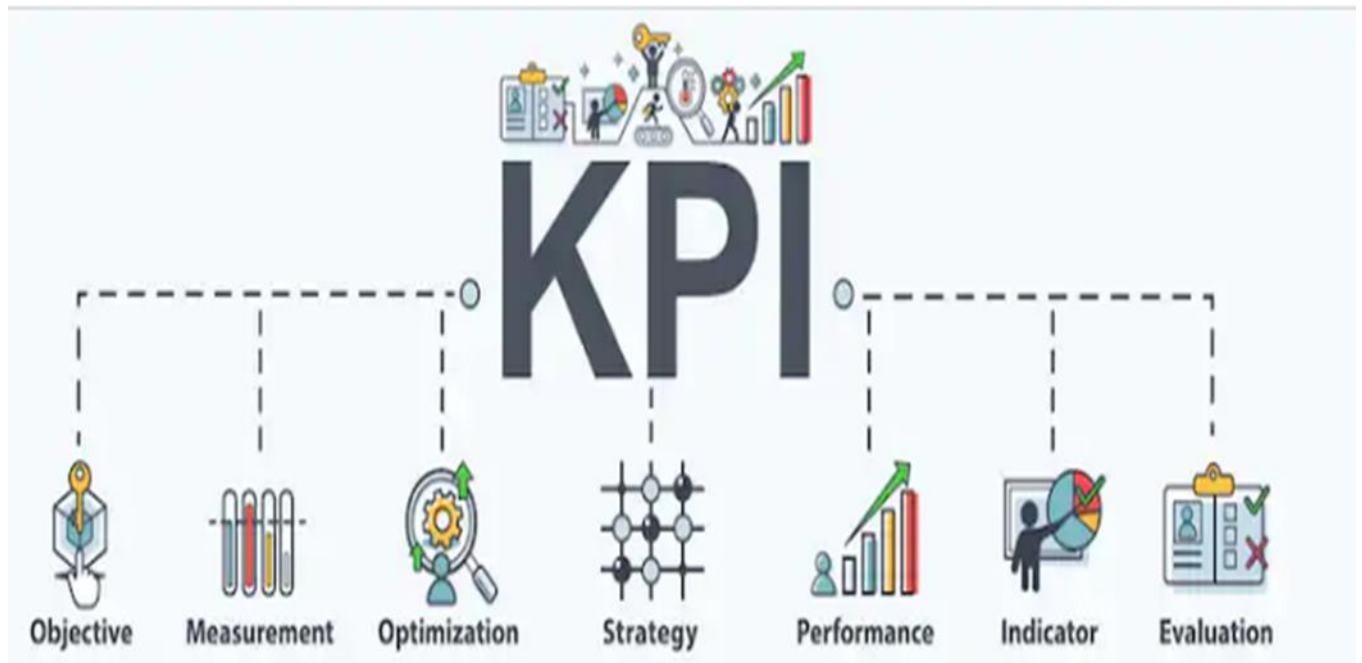 KPI
Objective
Measurement
Optimization
Strategy
Performance
Indicator
Evaluation